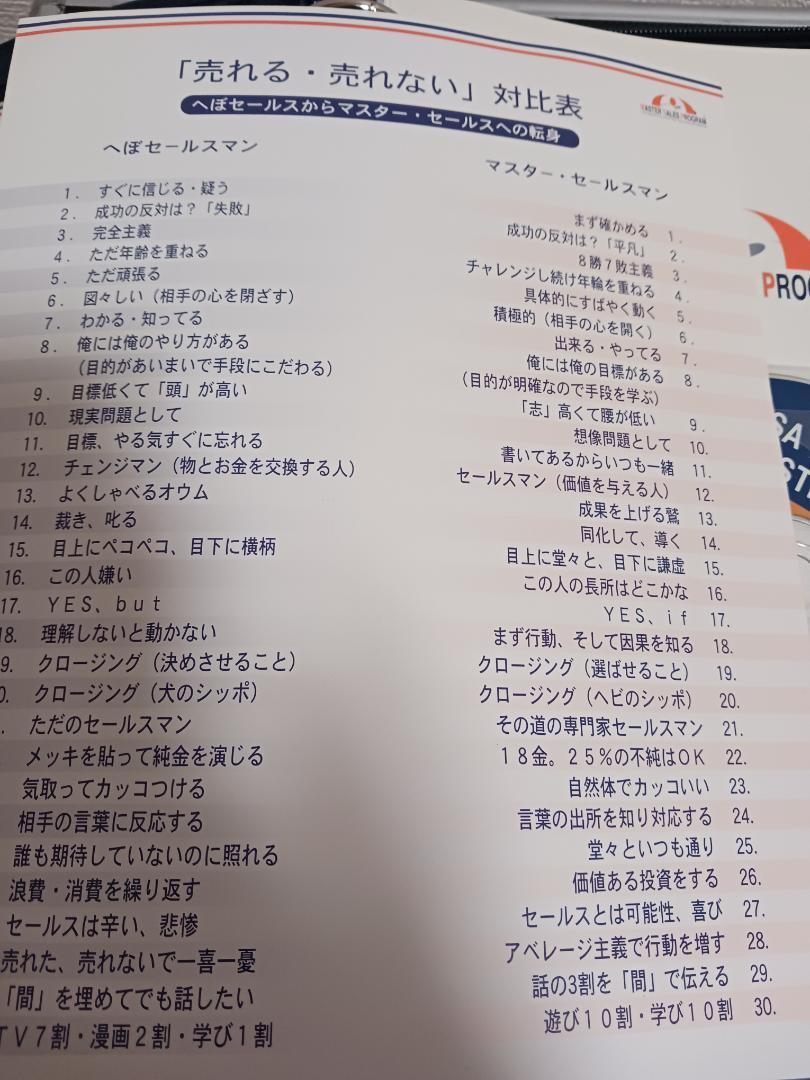 「売れる・売れない」対比表
へぼセールスからマスター・セールスへの転身
MASTER SALES PROGRAM
へぼセールスマン
1. すぐに信じる・疑う
2. 成功の反対は？「失敗」
3. 完全主義
4. ただ年齢を重ねる
5. ただ頑張る
6. 図々しい（相手の心を閉ざす）
7. わかる・知ってる
8. 俺には俺のやり方がある
（目的があいまいで手段にこだわる）
9. 目標低くて「頭」が高い
10. 現実問題として
11. 目標、やる気すぐに忘れる
12. チェンジマン（物とお金を交換する人）
13. よくしゃべるオウム
14. 裁き、叱る
15. 目上にペコペコ、目下に横柄
16. この人嫌い
17. ＹＥＳ、ｂｕｔ
18. 理解しないと動かない
9. クロージング（決めさせること）
0. クロージング（犬のシッポ）
. ただのセールスマン
メッキを貼って純金を演じる
気取ってカッコつける
相手の言葉に反応する
誰も期待していないのに照れる
浪費・消費を繰り返す
セールスは辛い、悲惨
売れた、売れないで一喜一憂
「間」を埋めてでも話したい
ＴＶ７割・漫画２割・学び１割
マスター・セールスマン
まず確かめる 1.
成功の反対は？「平凡」 2.
８勝７敗主義 3.
チャレンジし続け年輪を重ねる 4.
具体的にすばやく動く 5.
積極的（相手の心を開く） 6.
出来る・やってる 7.
俺には俺の目標がある 8.
（目的が明確なので手段を学ぶ）
「志」高くて腰が低い 9.
想像問題として 10.
書いてあるからいつも一緒 11.
セールスマン（価値を与える人） 12.
成果を上げる鷲 13.
同化して、導く 14.
目上に堂々と、目下に謙虚 15.
この人の長所はどこかな 16.
ＹＥＳ、ｉｆ 17.
まず行動、そして因果を知る 18.
クロージング（選ばせること） 19.
クロージング（ヘビのシッポ） 20.
その道の専門家セールスマン 21.
１８金。２５％の不純はＯＫ 22.
自然体でカッコいい 23.
言葉の出所を知り対応する 24.
堂々といつも通り 25.
価値ある投資をする 26.
セールスとは可能性、喜び 27.
アベレージ主義で行動を増す 28.
話の3割を「間」で伝える 29.
遊び１０割・学び１０割 30.
PROG